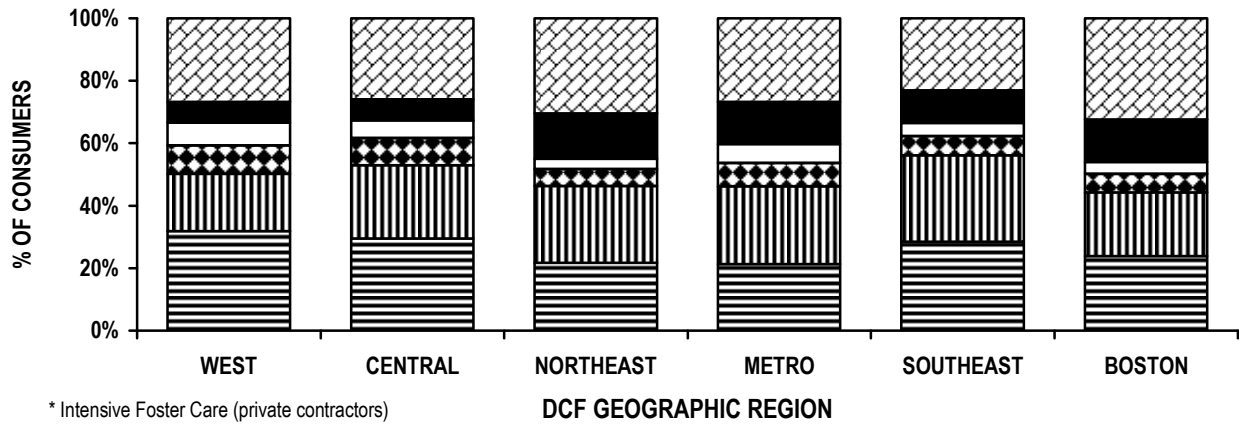 100%
80%
60%
40%
20%
0%
% OF CONSUMERS
WEST CENTRAL NORTHEAST METRO SOUTHEAST BOSTON
* Intensive Foster Care (private contractors) DCF GEOGRAPHIC REGION